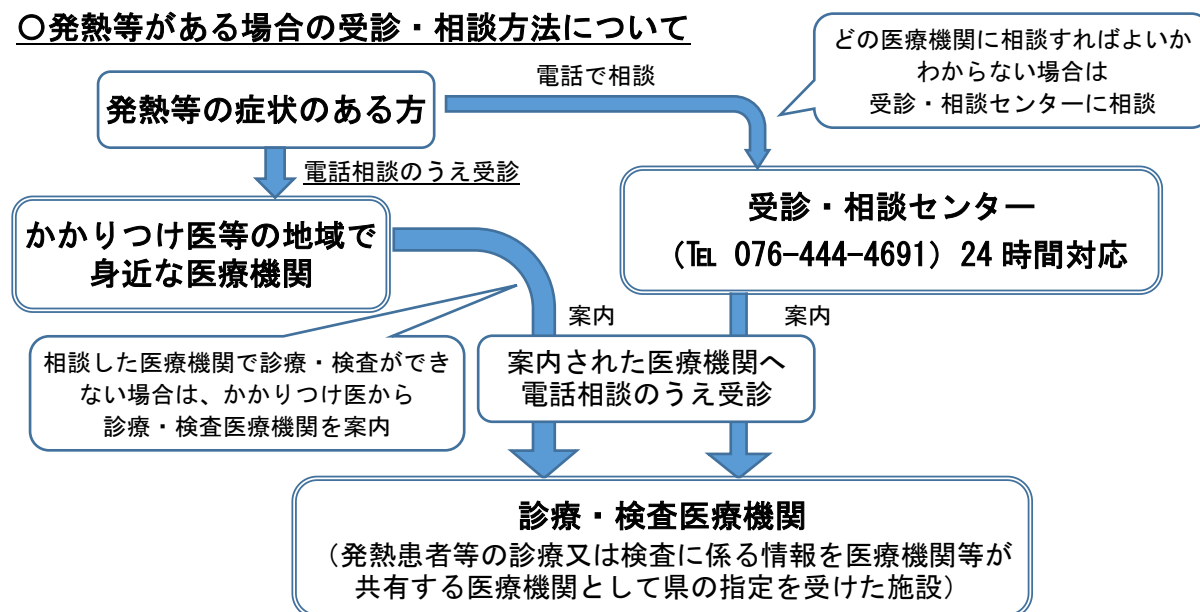 〇発熱等がある場合の受診・相談方法について
どの医療機関に相談すればよいか
わからない場合は
受診・相談センターに相談
電話で相談
発熱等の症状のある方
電話相談のうえ受診
かかりつけ医等の地域で
身近な医療機関
受診・相談センター
（℡ 076-444-4691）24 時間対応
案内
案内
相談した医療機関で診療・検査ができ
ない場合は、かかりつけ医から
診療・検査医療機関を案内
案内された医療機関へ
電話相談のうえ受診
診療・検査医療機関
（発熱患者等の診療又は検査に係る情報を医療機関等が
共有する医療機関として県の指定を受けた施設）